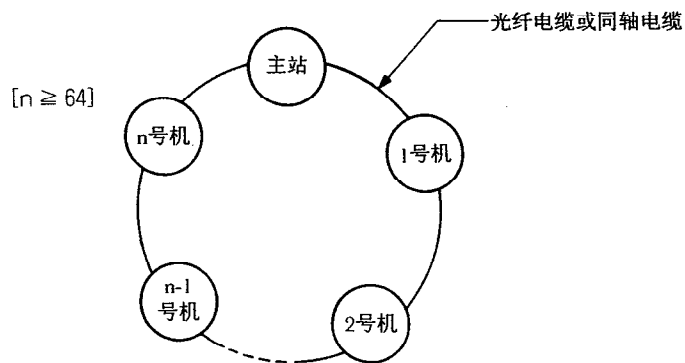 光纤电缆或同轴电缆
主站
[n ≧ 64]
n号机
1号机
n-1
号机
2号机